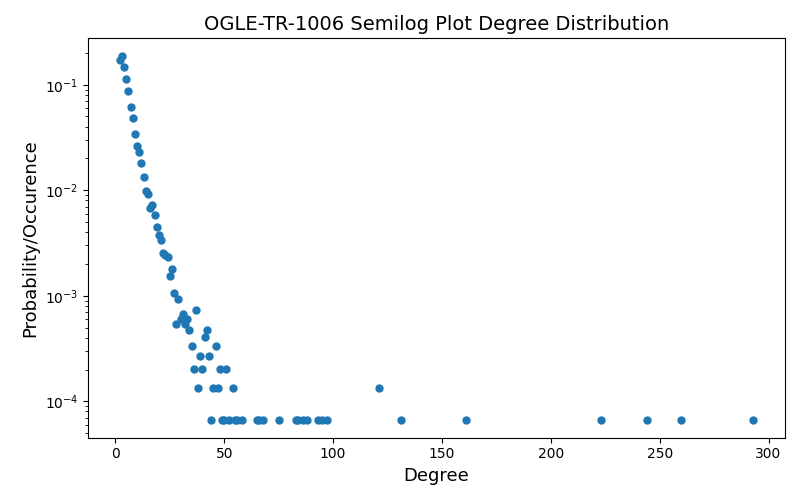 OGLE-TR-1006 Semilog Plot Degree Distribution
Probability/Occurence
10⁻¹
10⁻²
10⁻³
10⁻⁴
0 50 100 150 200 250 300
Degree